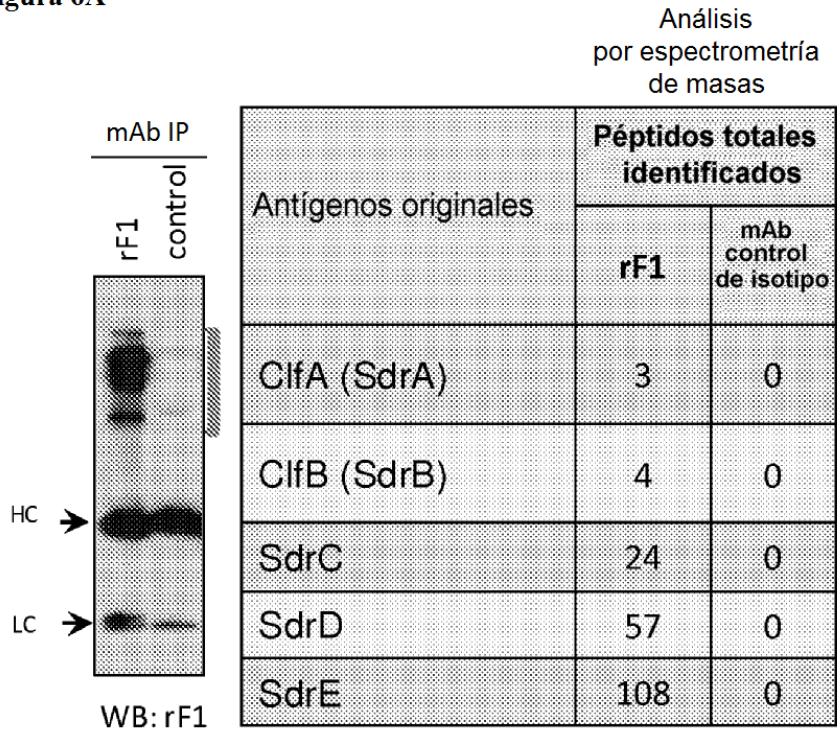 Análisis
por espectrometría
de masas
mAb IP
rF1
control
HC
LC
WB: rF1
Antígenos originales
Péptidos totales
identificados
rF1
mAb
control
de isotipo
ClfA (SdrA) 3 0
ClfB (SdrB) 4 0
SdrC 24 0
SdrD 57 0
SdrE 108 0